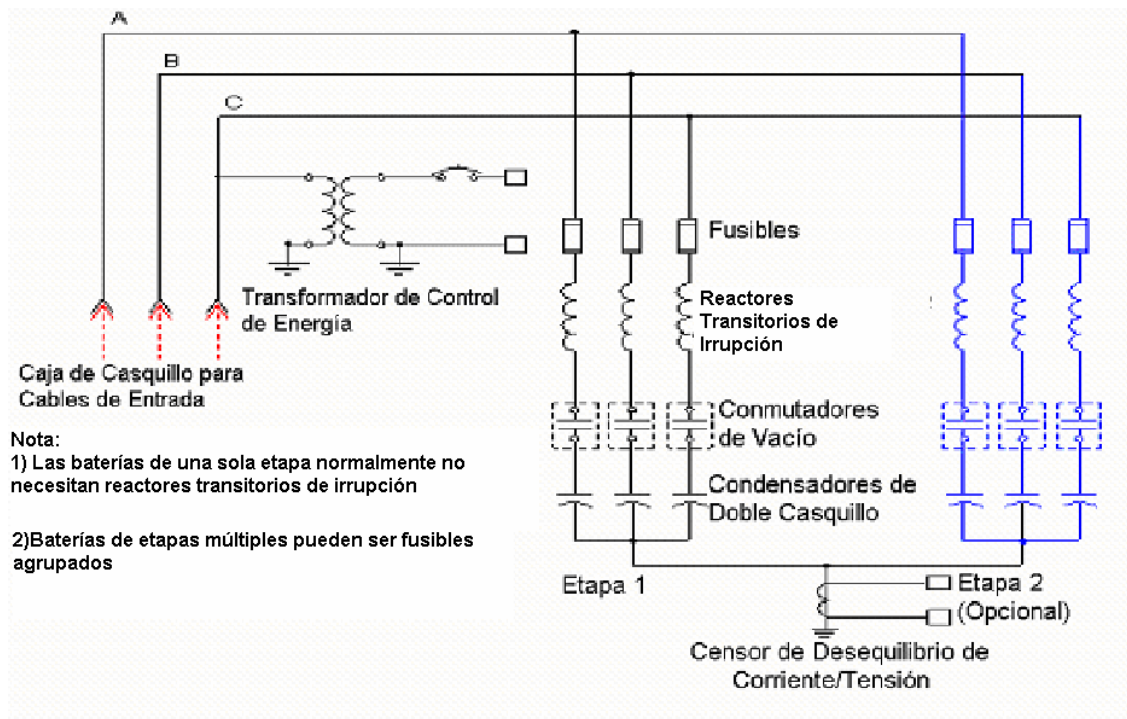 A
B
C
Fusibles
Transformador de Control
de Energía
Reactores
Transitorios de
Irrupción
Caja de Casquillo para
Cables de Entrada
Conmutadores
de Vacío
Nota:
1) Las baterías de una sola etapa normalmente no
necesitan reactores transitorios de irrupción
Condensadores de
Doble Casquillo
2)Baterías de etapas múltiples pueden ser fusibles
agrupados
Etapa 1
Etapa 2
(Opcional)
Censor de Desequilibrio de
Corriente/Tensión